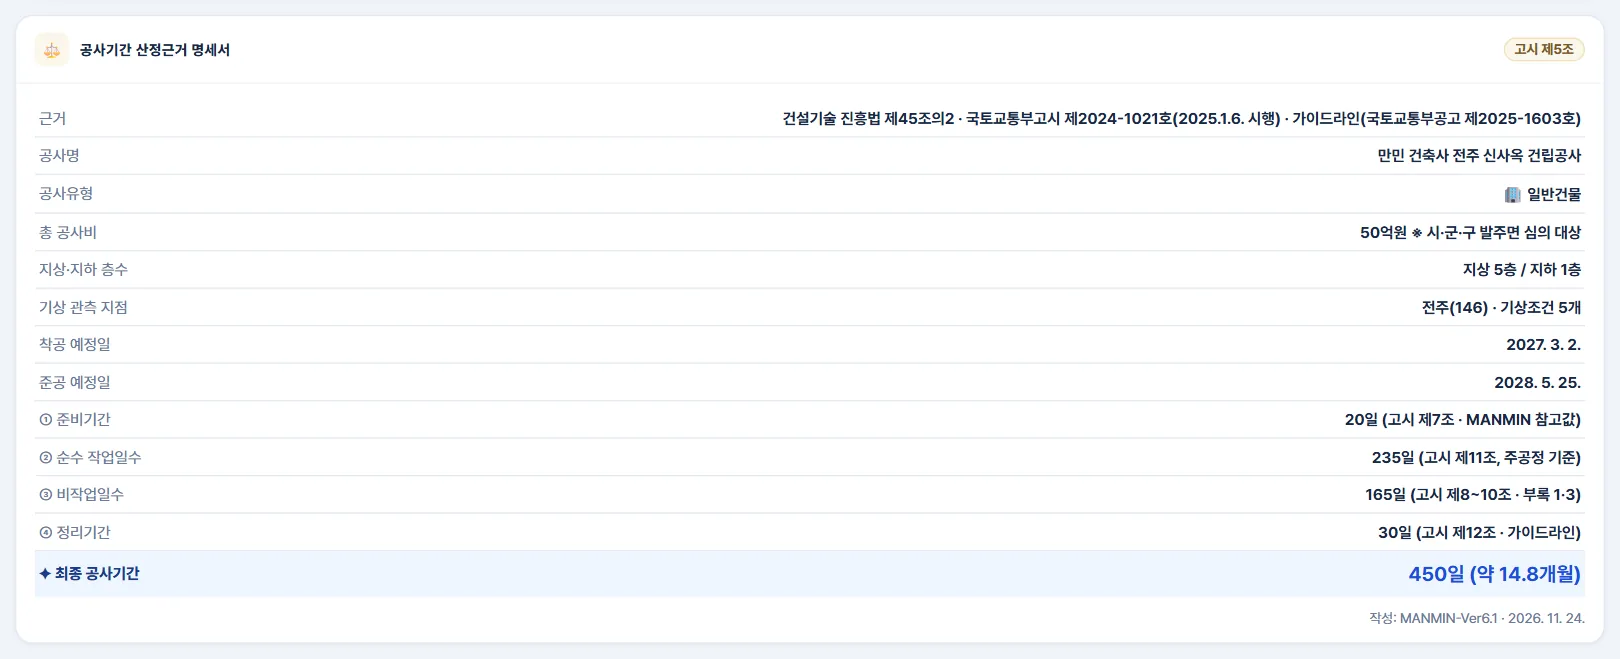 공사기간 산정근거 명세서
고시 제5조
근거 건설기술 진흥법 제45조의2 · 국토교통부고시 제2024-1021호(2025.1.6. 시행) · 가이드라인(국토교통부공고 제2025-1603호)
공사명 만민 건축사 전주 신사옥 건립공사
공사유형 일반건물
총 공사비 50억원 ※ 시·군·구 발주면 심의 대상
지상·지하 층수 지상 5층 / 지하 1층
기상 관측 지점 전주(146) · 기상조건 5개
착공 예정일 2027. 3. 2.
준공 예정일 2028. 5. 25.
① 준비기간 20일 (고시 제7조 · MANMIN 참고값)
② 순수 작업일수 235일 (고시 제11조, 주공정 기준)
③ 비작업일수 165일 (고시 제8~10조 · 부록 1·3)
④ 정리기간 30일 (고시 제12조 · 가이드라인)
✦ 최종 공사기간 450일 (약 14.8개월)
작성: MANMIN-Ver6.1 · 2026. 11. 24.